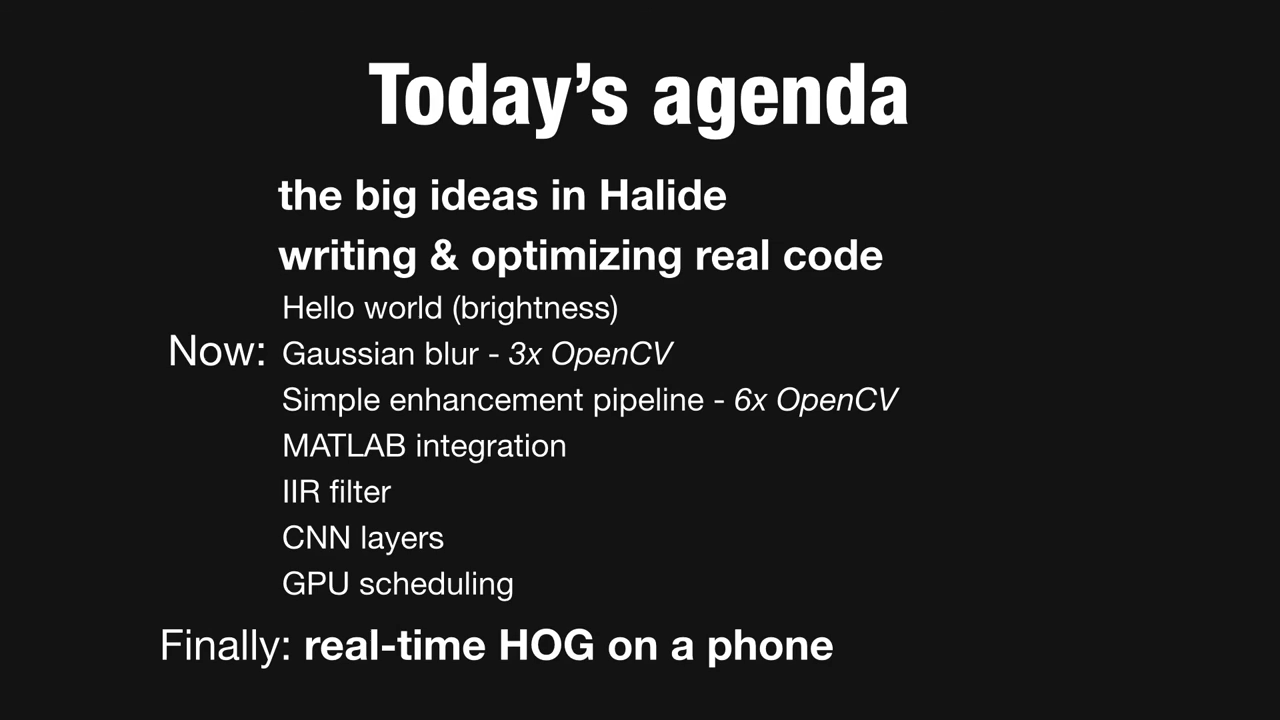 Today’s agenda
the big ideas in Halide
writing & optimizing real code
Hello world (brightness)
Now: Gaussian blur - 3x OpenCV
Simple enhancement pipeline - 6x OpenCV
MATLAB integration
IIR filter
CNN layers
GPU scheduling
Finally: real-time HOG on a phone